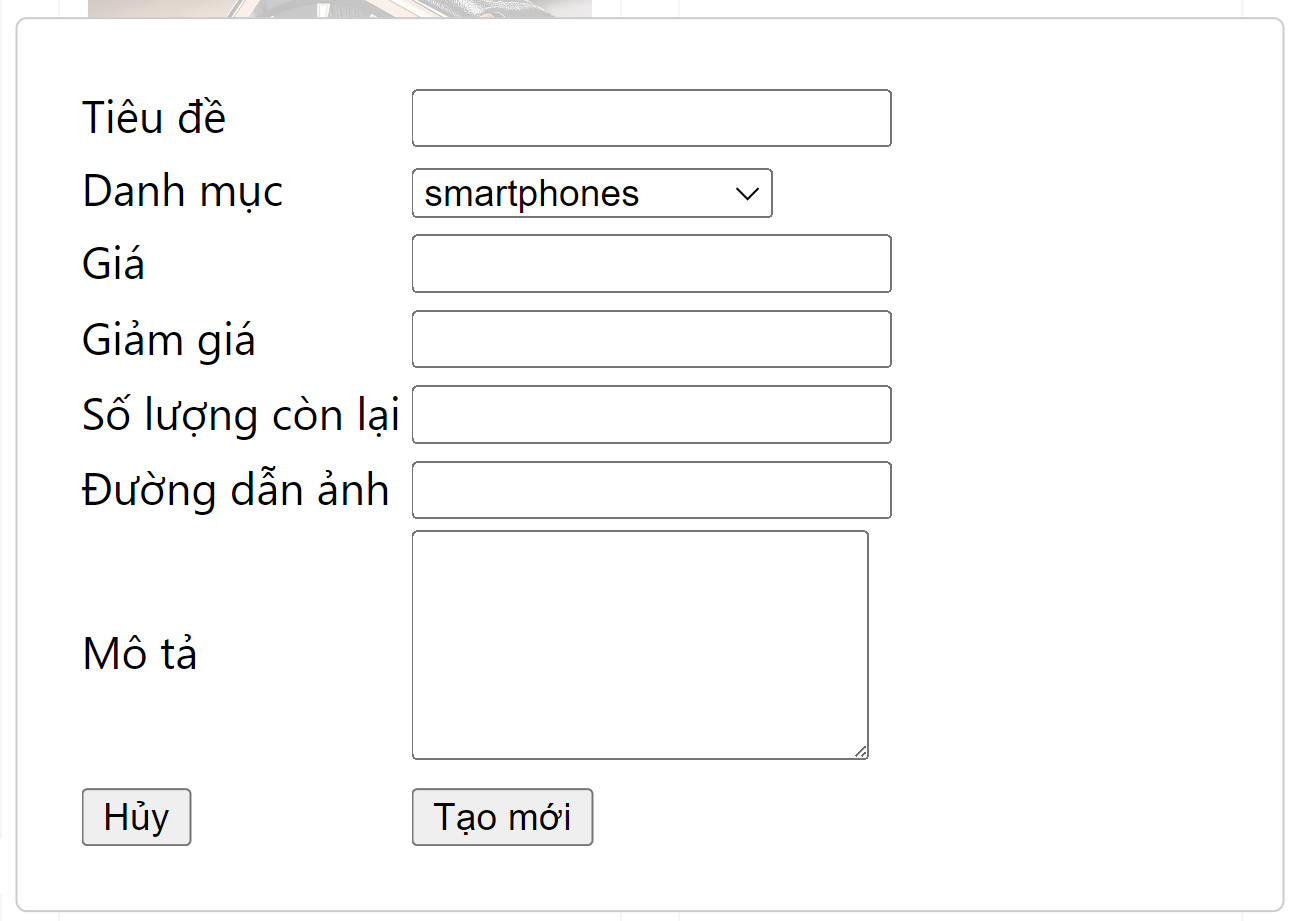 Tiêu đề
Danh mục smartphones
Giá
Giảm giá
Số lượng còn lại
Đường dẫn ảnh
Mô tả
Hủy Tạo mới